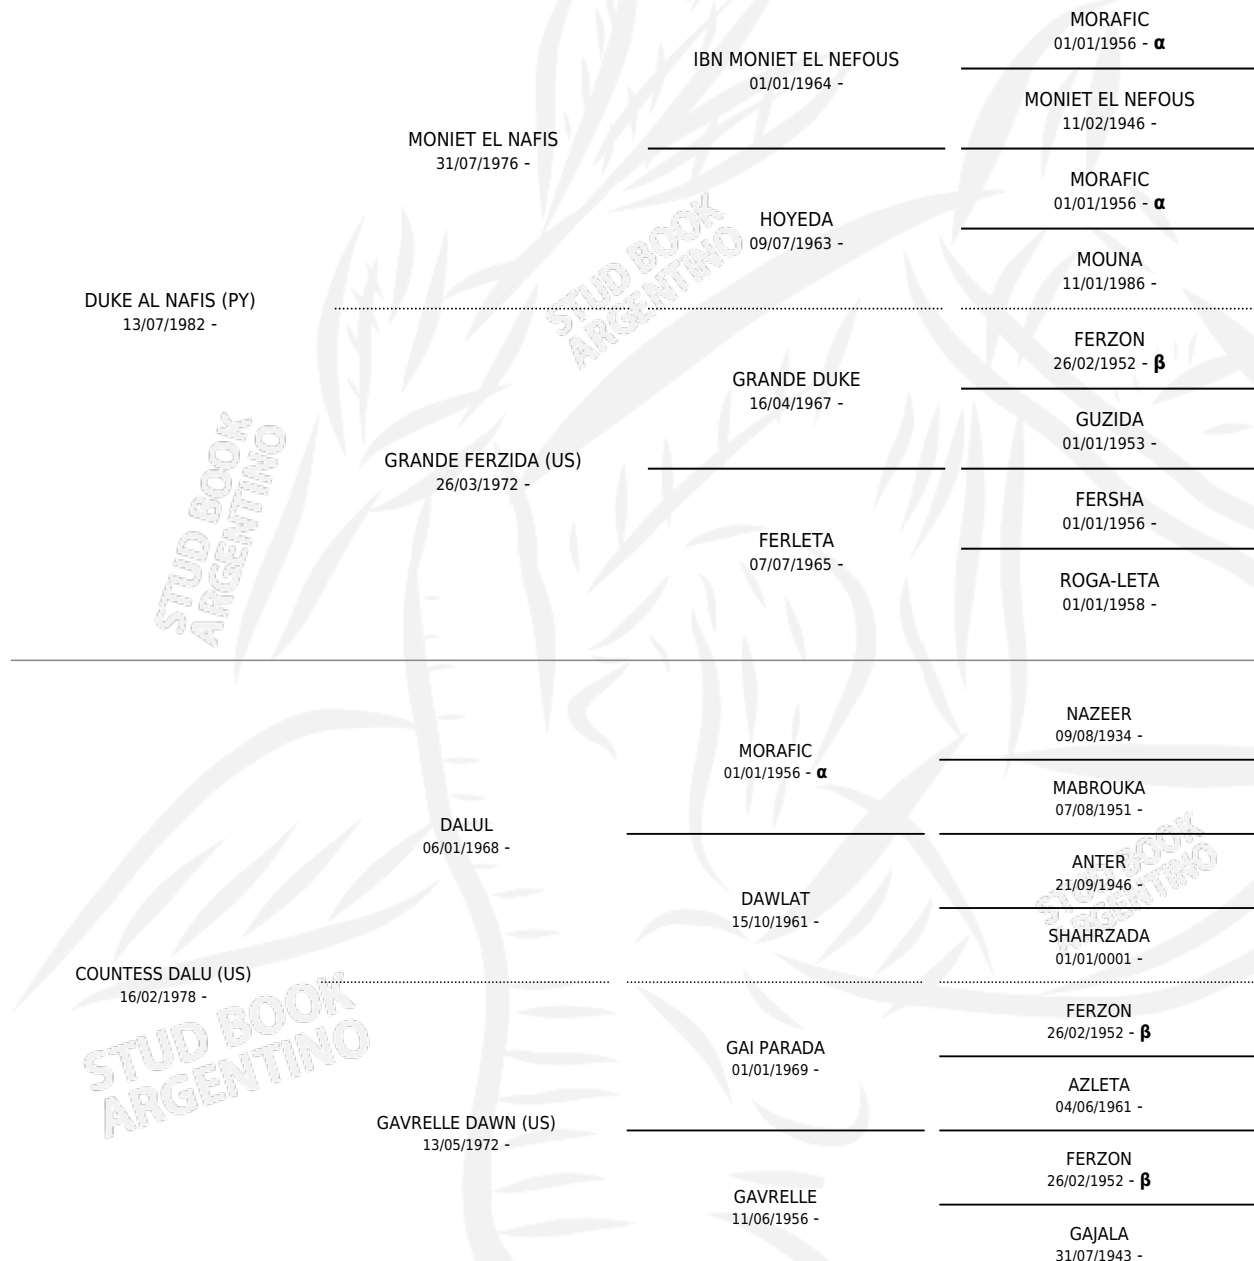 MORAFIC
01/01/1956 - α
IBN MONIET EL NEFOUS
01/01/1964 -
MONIET EL NEFOUS
11/02/1946 -
MONIET EL NAFIS
31/07/1976 -
MORAFIC
01/01/1956 - α
HOYEDA
09/07/1963 -
MOUNA
11/01/1986 -
DUKE AL NAFIS (PY)
13/07/1982 -
FERZON
26/02/1952 - β
GRANDE DUKE
16/04/1967 -
GUZIDA
01/01/1953 -
GRANDE FERZIDA (US)
26/03/1972 -
FERSHA
01/01/1956 -
FERLETA
07/07/1965 -
ROGA-LETA
01/01/1958 -
NAZEER
09/08/1934 -
MORAFIC
01/01/1956 - α
MABROUKA
07/08/1951 -
DALUL
06/01/1968 -
ANTER
21/09/1946 -
DAWLAT
15/10/1961 -
SHAHRZADA
01/01/0001 -
COUNTESS DALU (US)
16/02/1978 -
FERZON
26/02/1952 - β
GAI PARADA
01/01/1969 -
AZLETA
04/06/1961 -
GAVRELLE DAWN (US)
13/05/1972 -
FERZON
26/02/1952 - β
GAVRELLE
11/06/1956 -
GAJALA
31/07/1943 -
STUD BOOK
ARGENTINO
STUD BOOK
ARGENTINO
STUD BOOK
ARGENTINO
STUD BOOK
ARGENTINO